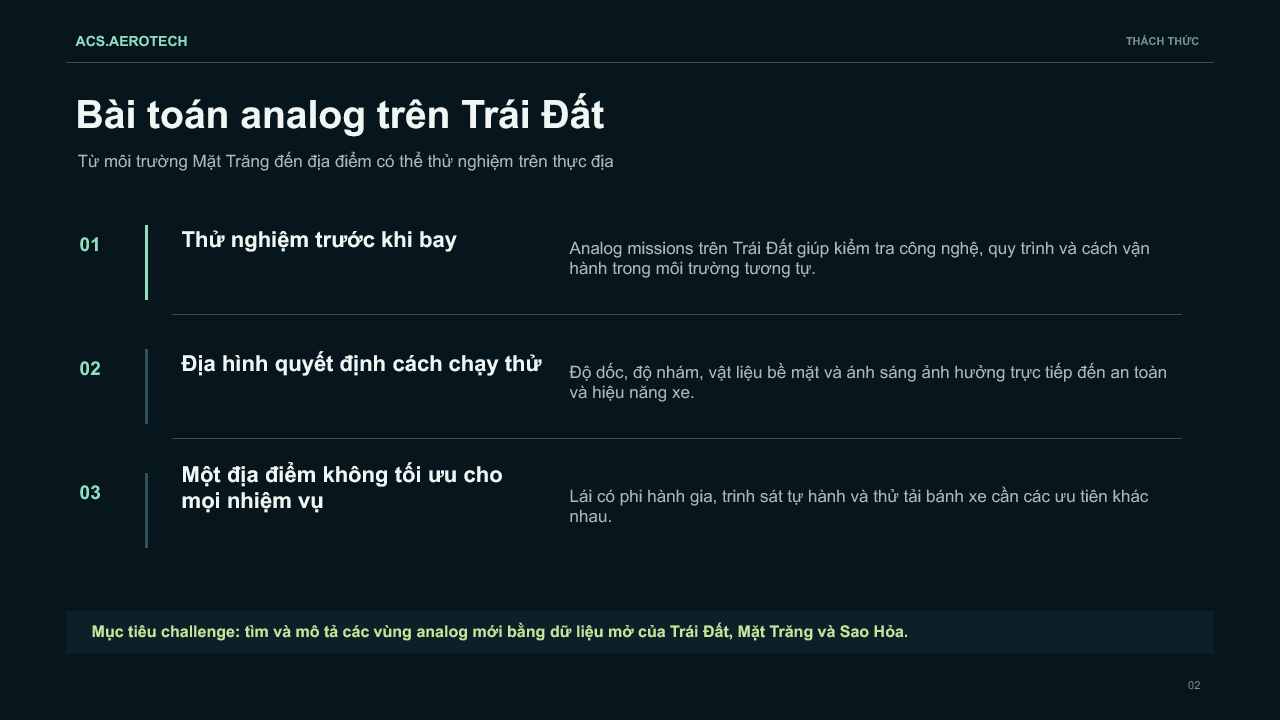 ACS.AEROTECH
THÁCH THỨC
Bài toán analog trên Trái Đất
Từ môi trường Mặt Trăng đến địa điểm có thể thử nghiệm trên thực địa
01
Thử nghiệm trước khi bay
Analog missions trên Trái Đất giúp kiểm tra công nghệ, quy trình và cách vận
hành trong môi trường tương tự.
02
Địa hình quyết định cách chạy thử
Độ dốc, độ nhám, vật liệu bề mặt và ánh sáng ảnh hưởng trực tiếp đến an toàn
và hiệu năng xe.
03
Một địa điểm không tối ưu cho
mọi nhiệm vụ
Lái có phi hành gia, trinh sát tự hành và thử tải bánh xe cần các ưu tiên khác
nhau.
Mục tiêu challenge: tìm và mô tả các vùng analog mới bằng dữ liệu mở của Trái Đất, Mặt Trăng và Sao Hỏa.
02